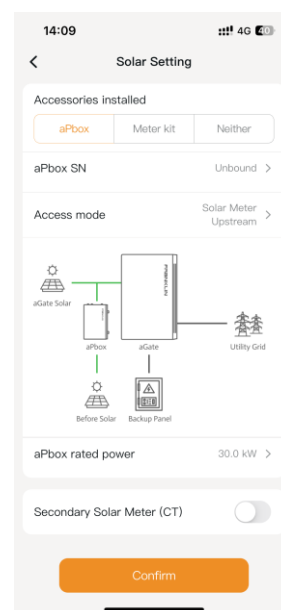 14:09
4G 40
Solar Setting
Accessories installed
aPbox Meter kit Neither
aPbox SN Unbound
Access mode Solar Meter
Upstream
aGate Solar
aPbox aGate Utility Grid
Before Solar Backup Panel
aPbox rated power 30.0 kW
Secondary Solar Meter (CT)
Confirm